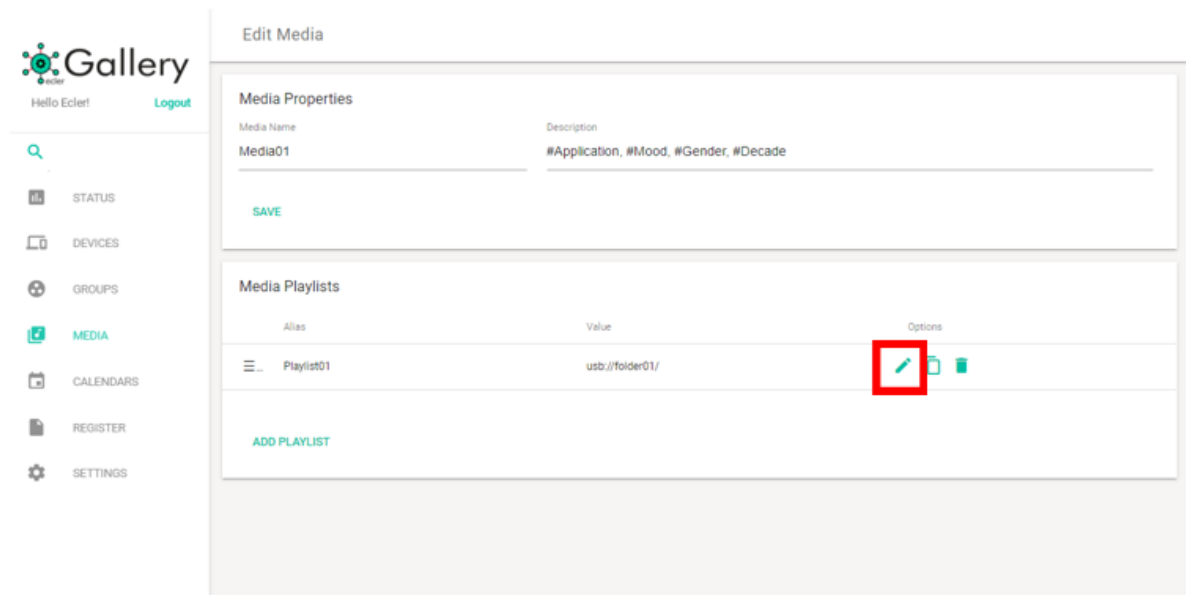 Gallery
ecler
Hello Ecler! Logout
STATUS
DEVICES
GROUPS
MEDIA
CALENDARS
REGISTER
SETTINGS
Edit Media
Media Properties
Media Name Description
Media01 #Application, #Mood, #Gender, #Decade
SAVE
Media Playlists
Alias Value Options
Playlist01 usb://folder01/
ADD PLAYLIST